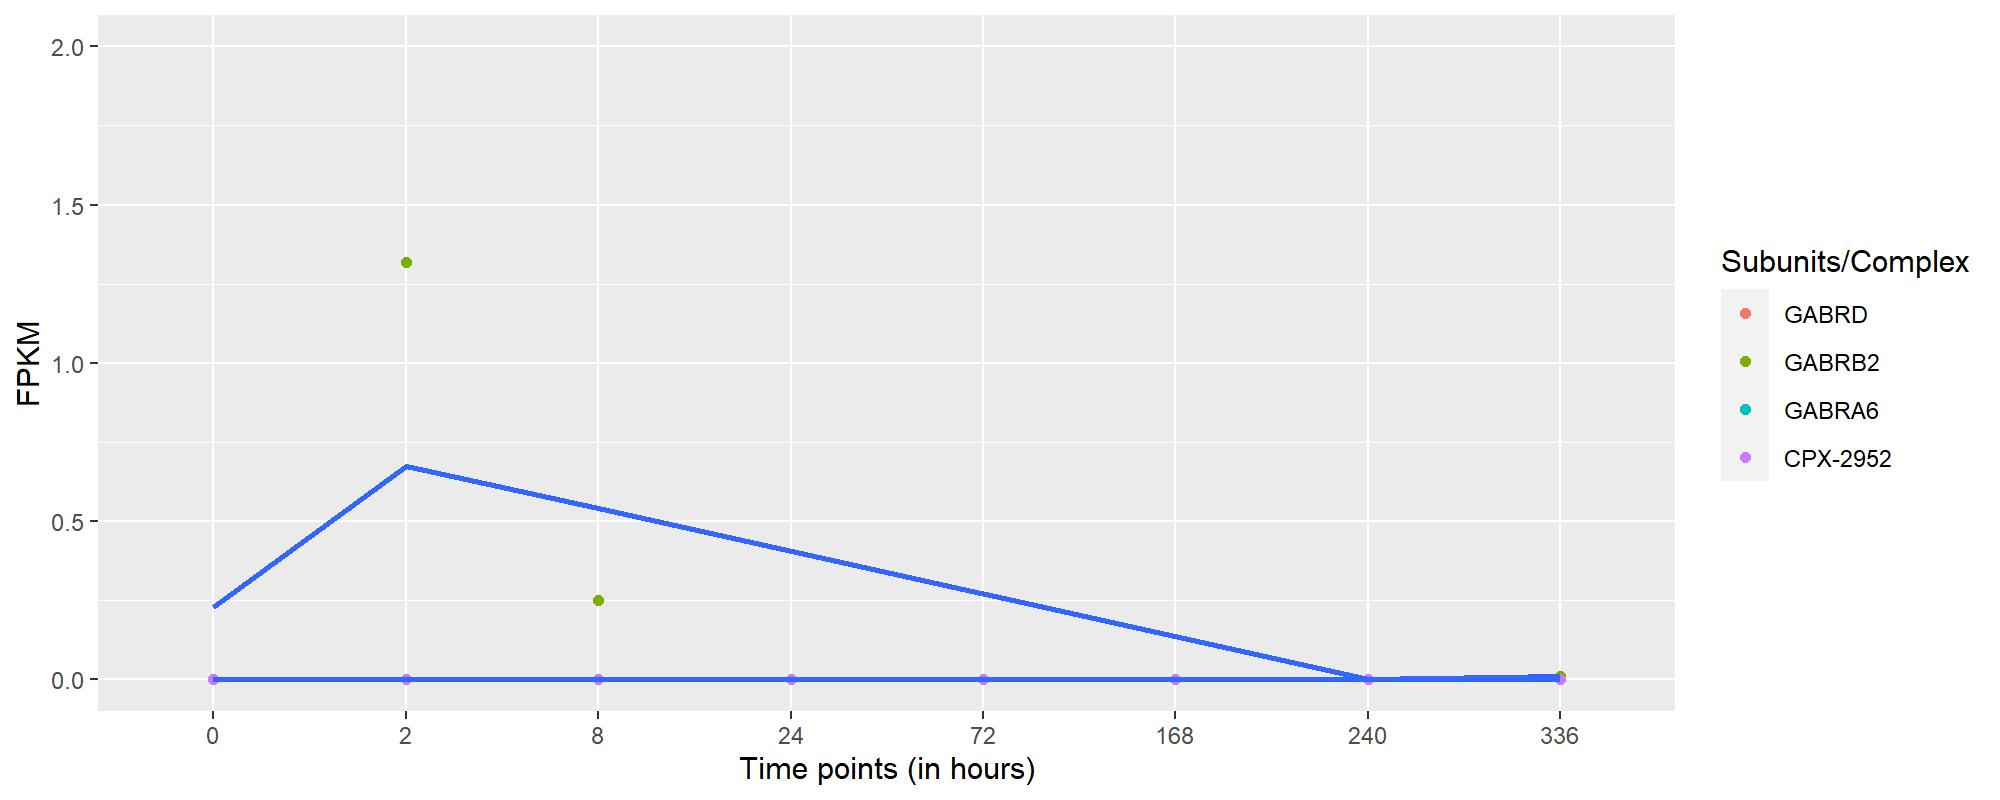 2.0
1.5
1.0
0.5
0.0
FPKM
0 2 8 24 72 168 240 336
Time points (in hours)
Subunits/Complex
GABRD
GABRB2
GABRA6
CPX-2952